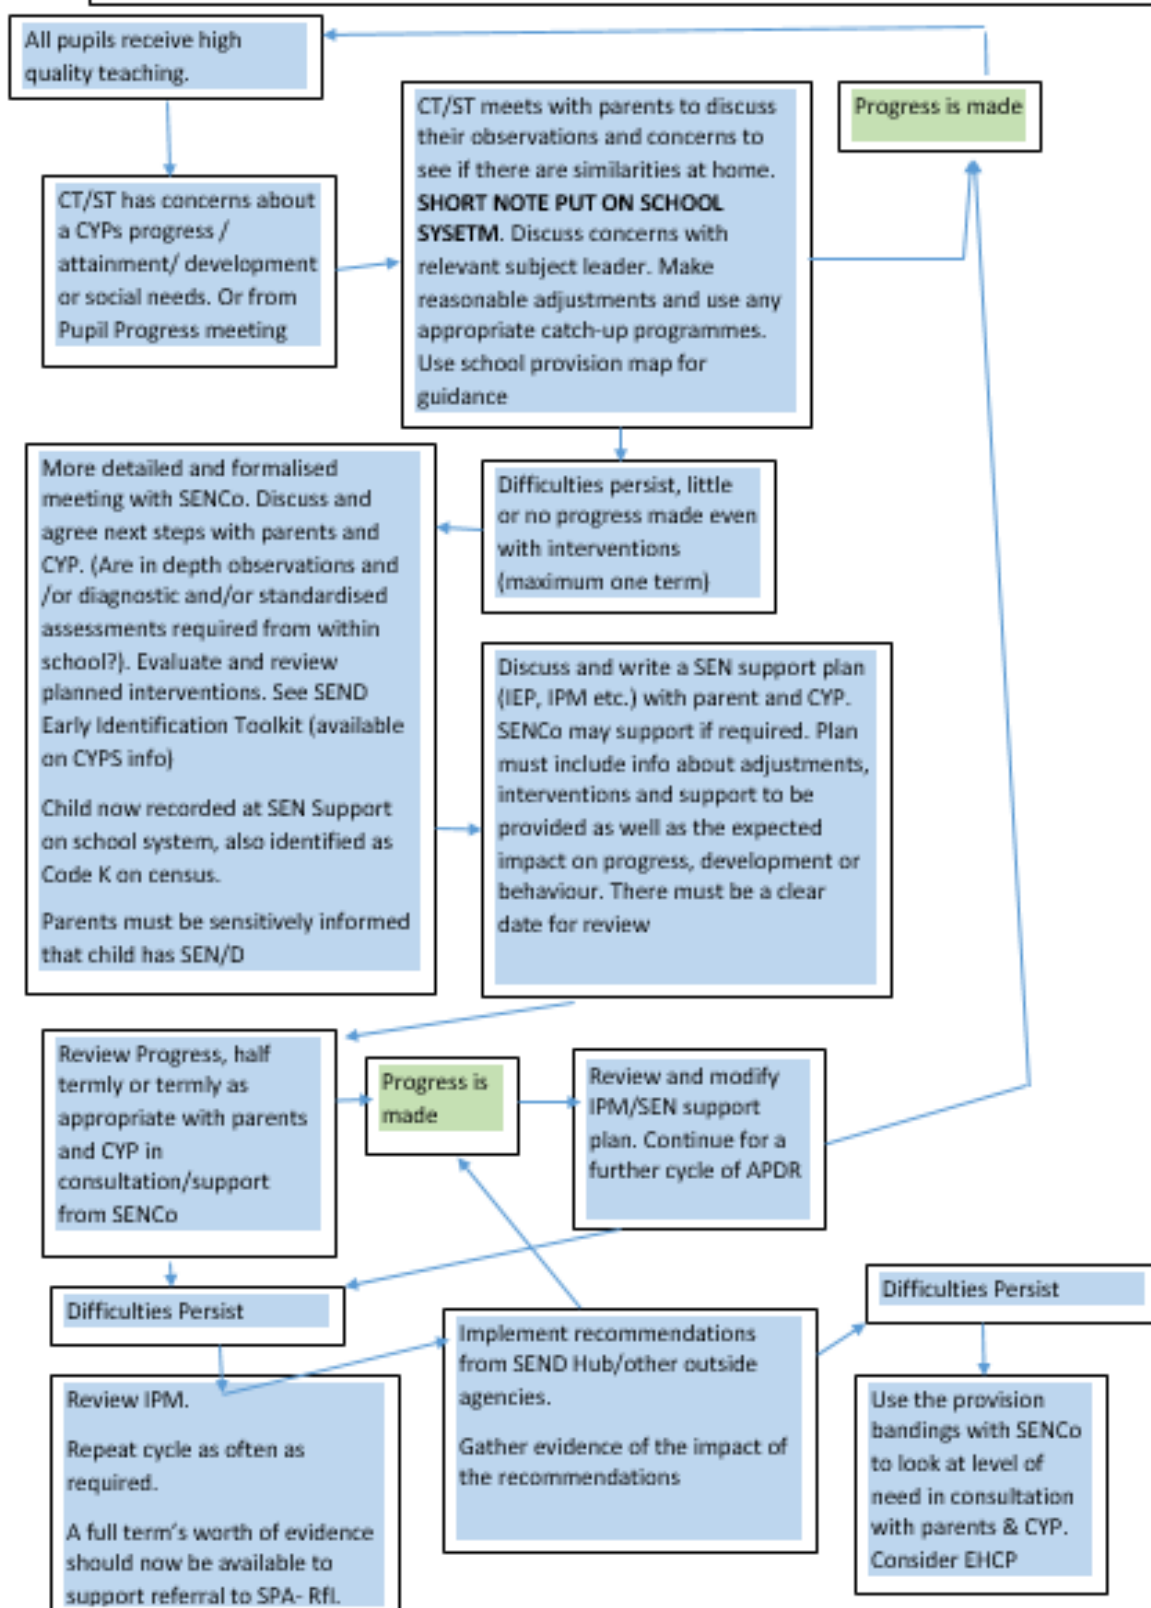 All pupils receive high
quality teaching.
Progress is made
CT/ST meets with parents to discuss
their observations and concerns to
see if there are similarities at home.
SHORT NOTE PUT ON SCHOOL
SYSETM. Discuss concerns with
relevant subject leader. Make
reasonable adjustments and use any
appropriate catch-up programmes.
Use school provision map for
guidance
CT/ST has concerns about
a CYPs progress /
attainment/ development
or social needs. Or from
Pupil Progress meeting
Difficulties persist, little
or no progress made even
with interventions
(maximum one term)
More detailed and formalised
meeting with SENCo. Discuss and
agree next steps with parents and
CYP. (Are in depth observations and
/or diagnostic and/or standardised
assessments required from within
school?). Evaluate and review
planned interventions. See SEND
Early Identification Toolkit (available
on CYPS info)
Child now recorded at SEN Support
on school system, also identified as
Code K on census.
Parents must be sensitively informed
that child has SEN/D
Discuss and write a SEN support plan
(IEP, IPM etc.) with parent and CYP.
SENCo may support if required. Plan
must include info about adjustments,
interventions and support to be
provided as well as the expected
impact on progress, development or
behaviour. There must be a clear
date for review
Review Progress, half
termly or termly as
appropriate with parents
and CYP in
consultation/support
from SENCo
Progress is
made
Review and modify
IPM/SEN support
plan. Continue for a
further cycle of APDR
Difficulties Persist
Review IPM.
Repeat cycle as often as
required.
A full term's worth of evidence
should now be available to
support referral to SPA- RfI.
Implement recommendations
from SEND Hub/other outside
agencies.
Gather evidence of the impact of
the recommendations
Difficulties Persist
Use the provision
bandings with SENCo
to look at level of
need in consultation
with parents & CYP.
Consider EHCP